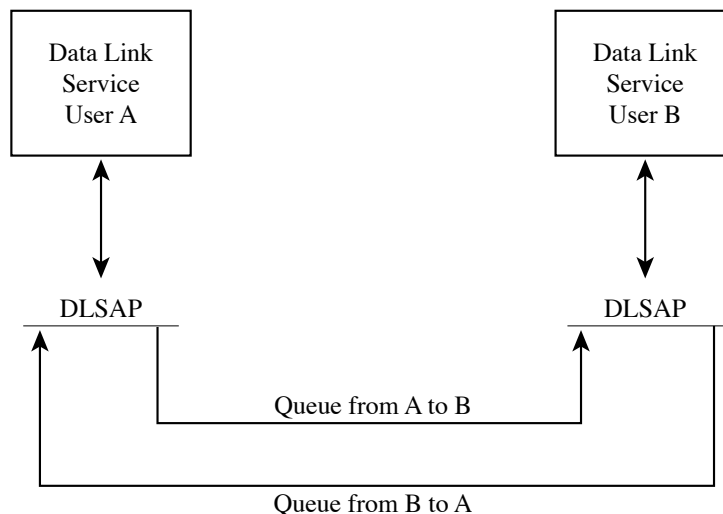 Data Link
Service
User A
Data Link
Service
User B
DLSAP
DLSAP
Queue from A to B
Queue from B to A